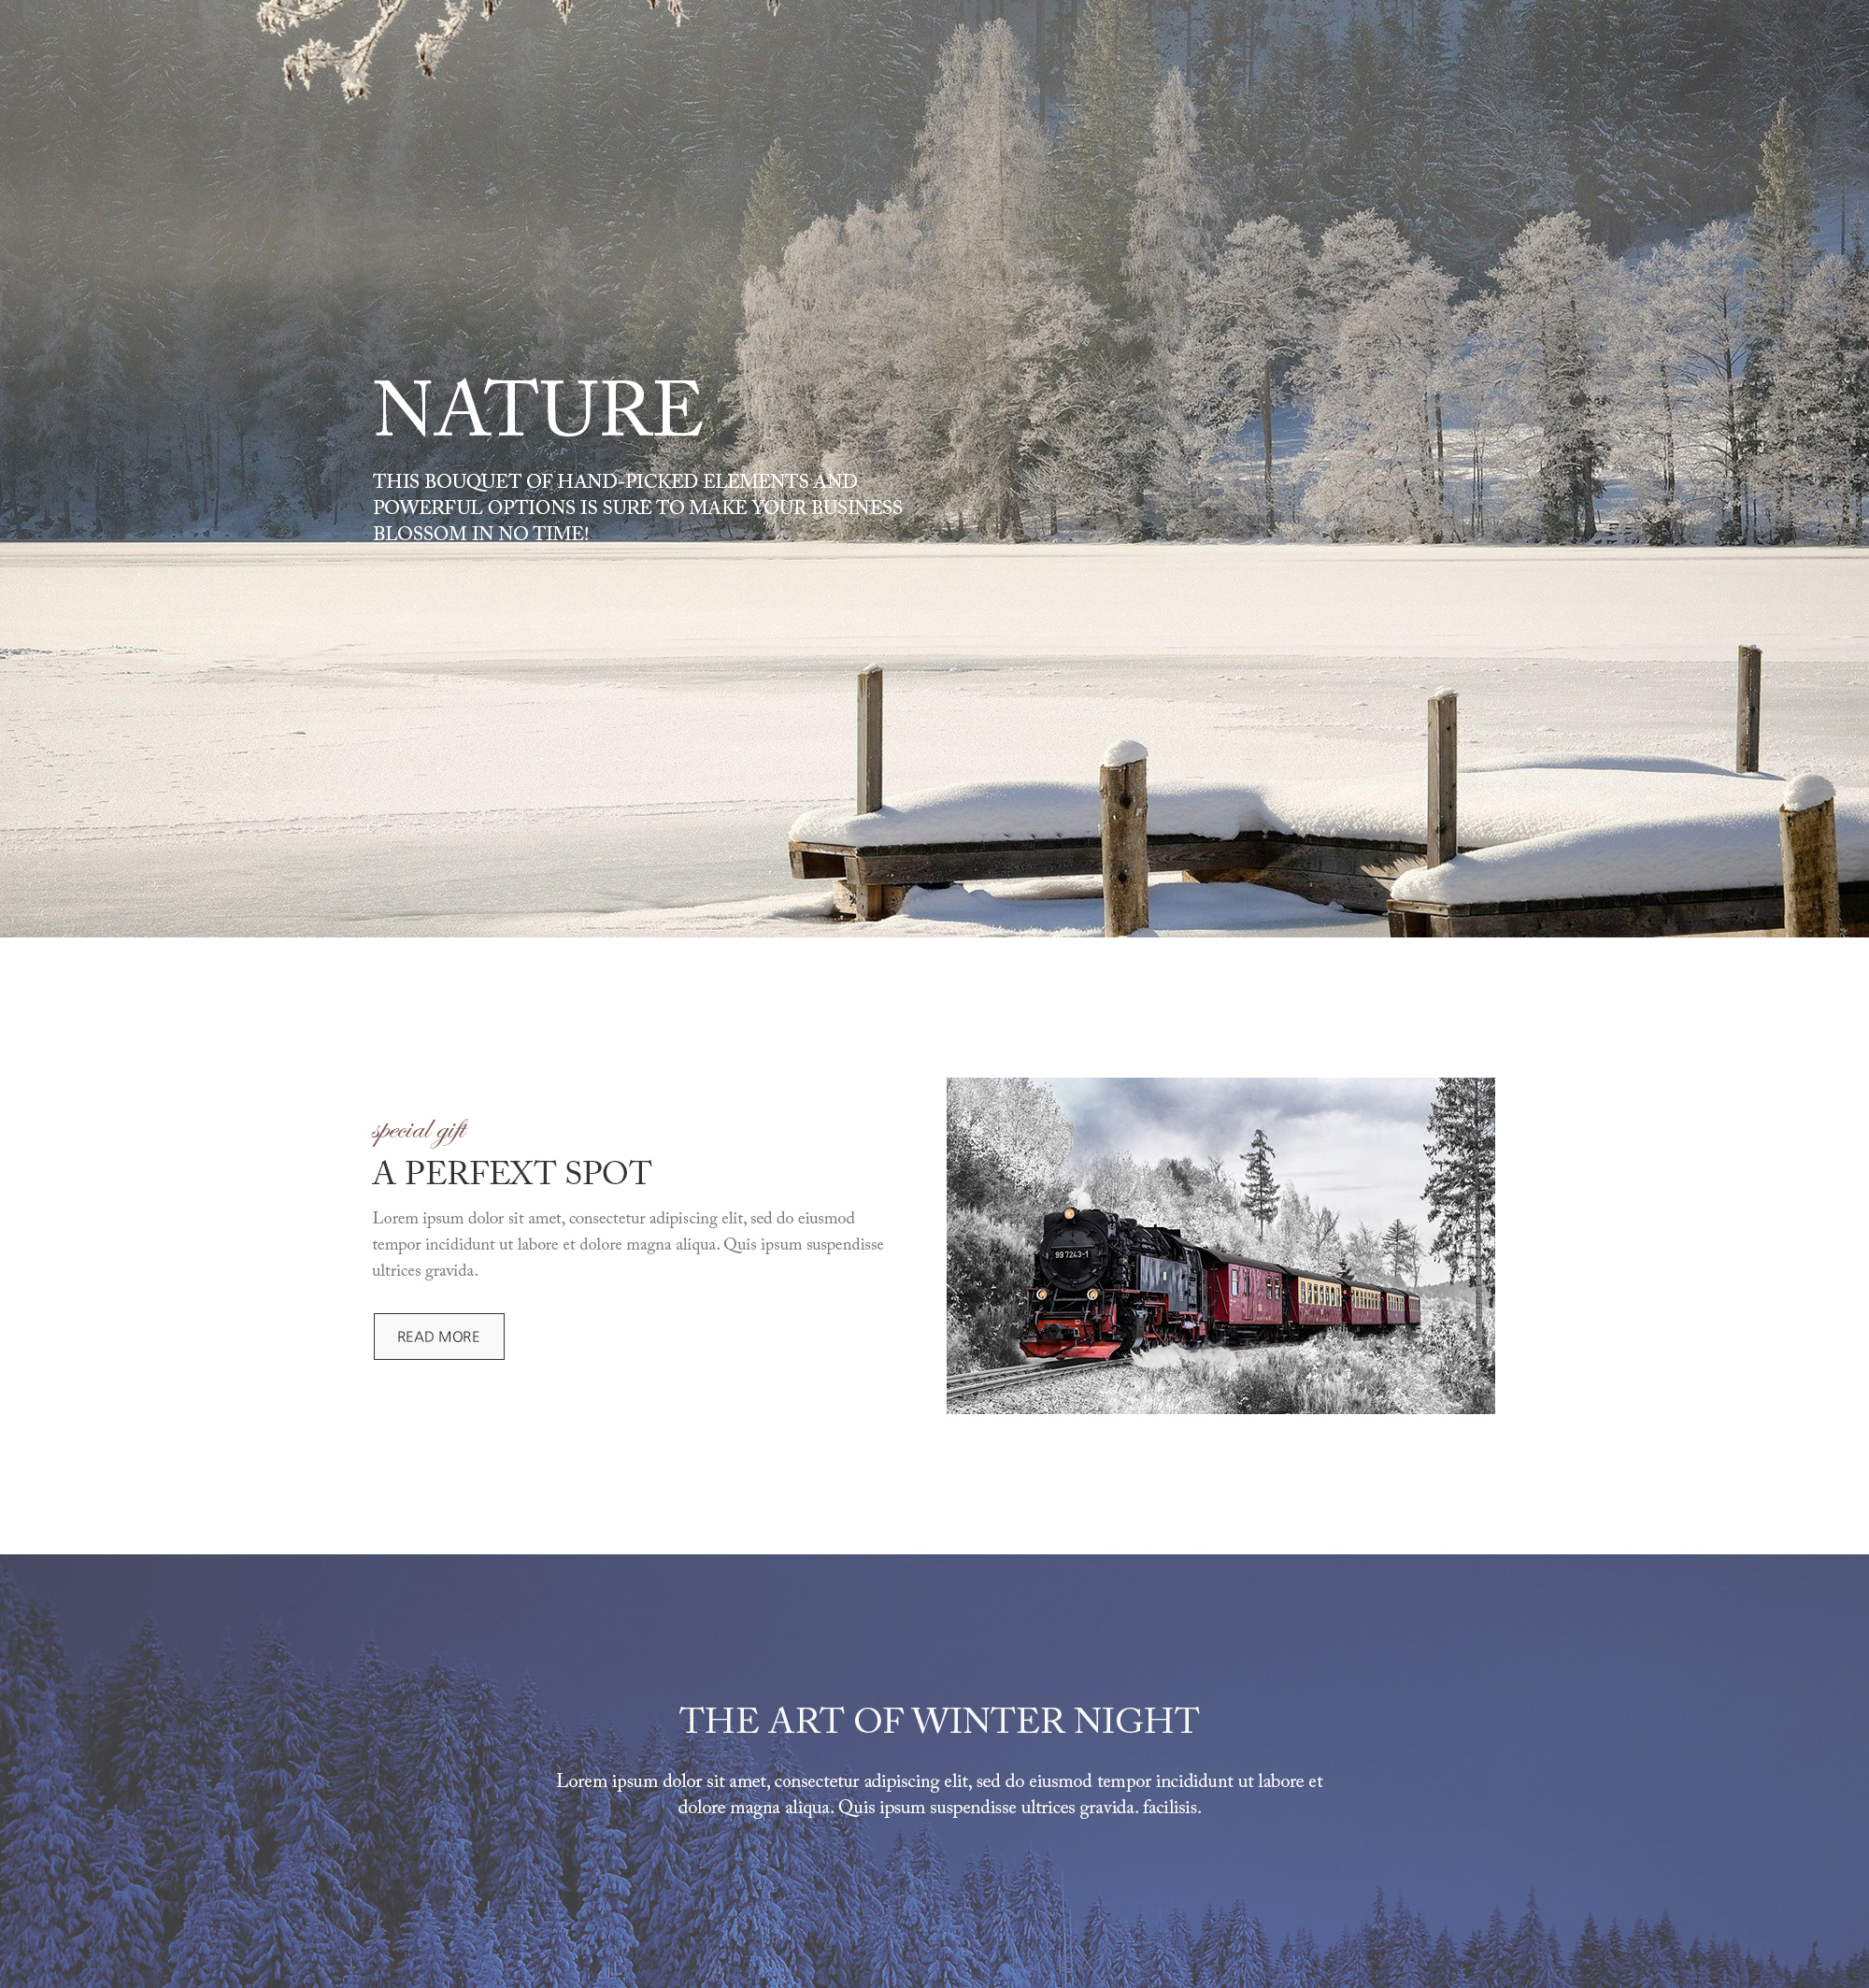 NATURE
THIS BOUQUET OF HAND-PICKED ELEMENTS AND
POWERFUL OPTIONS IS SURE TO MAKE YOUR BUSINESS
BLOSSOM IN NO TIME!
special gift
A PERFEXT SPOT
Lorem ipsum dolor sit amet, consectetur adipiscing elit, sed do eiusmod
tempor incididunt ut labore et dolore magna aliqua. Quis ipsum suspendisse
ultrices gravida.
READ MORE
99 7243-1
THE ART OF WINTER NIGHT
Lorem ipsum dolor sit amet, consectetur adipiscing elit, sed do eiusmod tempor incididunt ut labore et
dolore magna aliqua. Quis ipsum suspendisse ultrices gravida. facilisis.